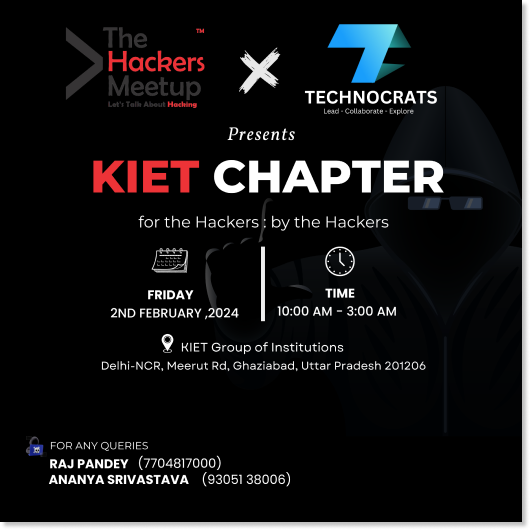 The
Hackers
Meetup
™
Let's Talk About Hacking
TECHNOCRATS
Lead - Collaborate - Explore
Presents
KIET CHAPTER
for the Hackers : by the Hackers
FRIDAY
2ND FEBRUARY ,2024
TIME
10:00 AM - 3:00 AM
KIET Group of Institutions
Delhi-NCR, Meerut Rd, Ghaziabad, Uttar Pradesh 201206
FOR ANY QUERIES
RAJ PANDEY (7704817000)
ANANYA SRIVASTAVA (93051 38006)